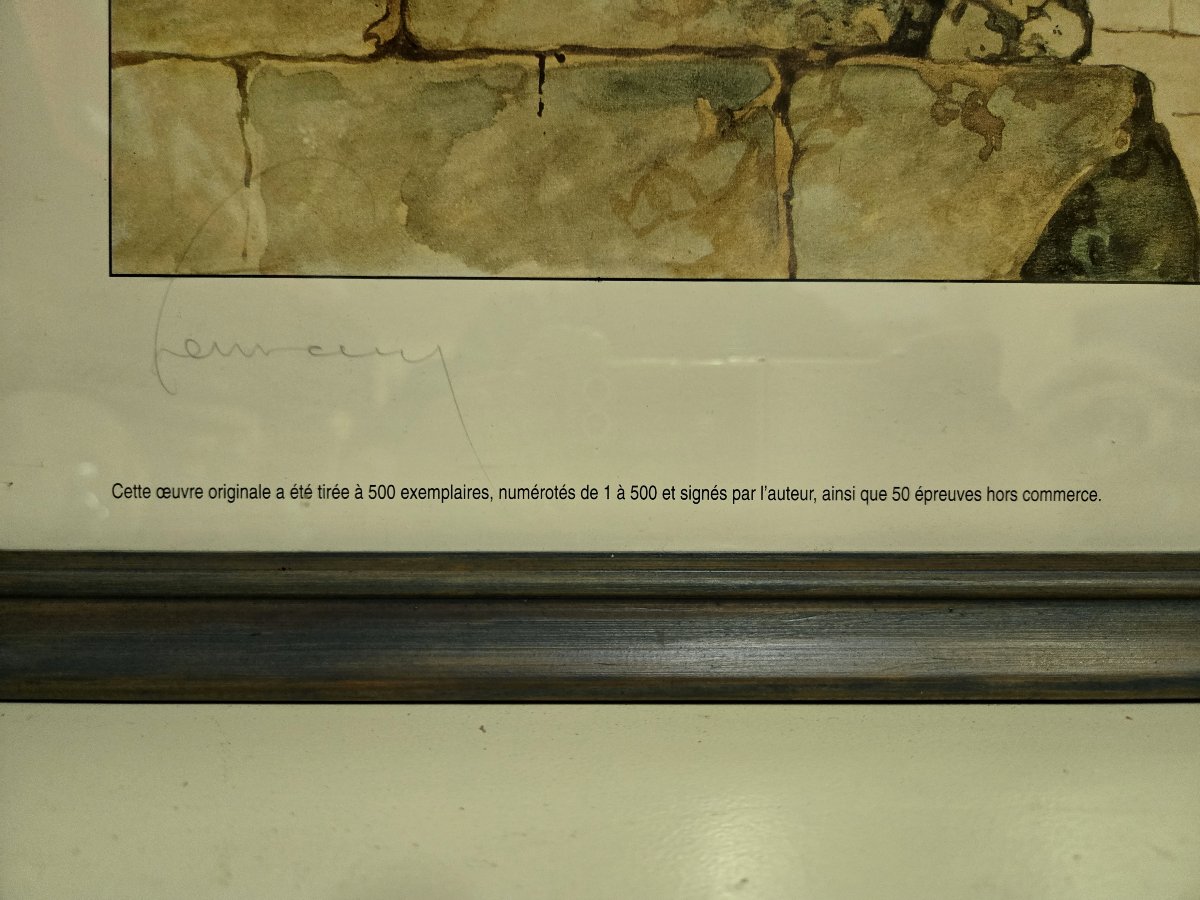 Cette œuvre originale a été tirée à 500 exemplaires, numérotés de 1 à 500 et signés par l'auteur, ainsi que 50 épreuves hors commerce.